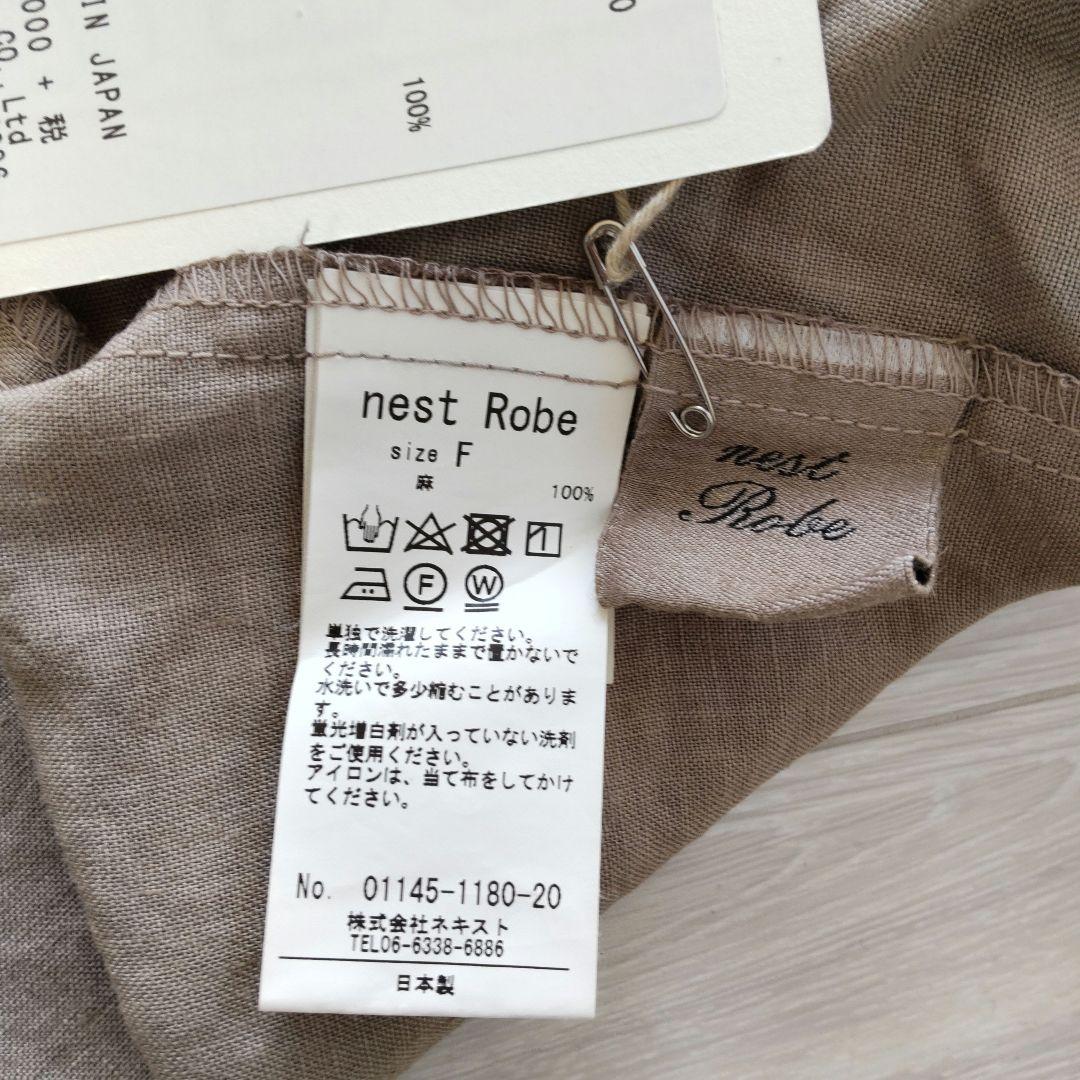 IN JAPAN
000 + 税
CO.,Ltd
100%
0
nest Robe
size F
麻
100%
F
W
単独で洗濯してください。
長時間濡れたままで置かないで
ください。
水洗いで多少縮むことがありま
す。
蛍光増白剤が入っていない洗剤
をご使用ください。
アイロンは、当て布をしてかけ
てください。
No. 01145-1180-20
株式会社ネキスト
TEL06-6338-6886
日本製
nest
Robe